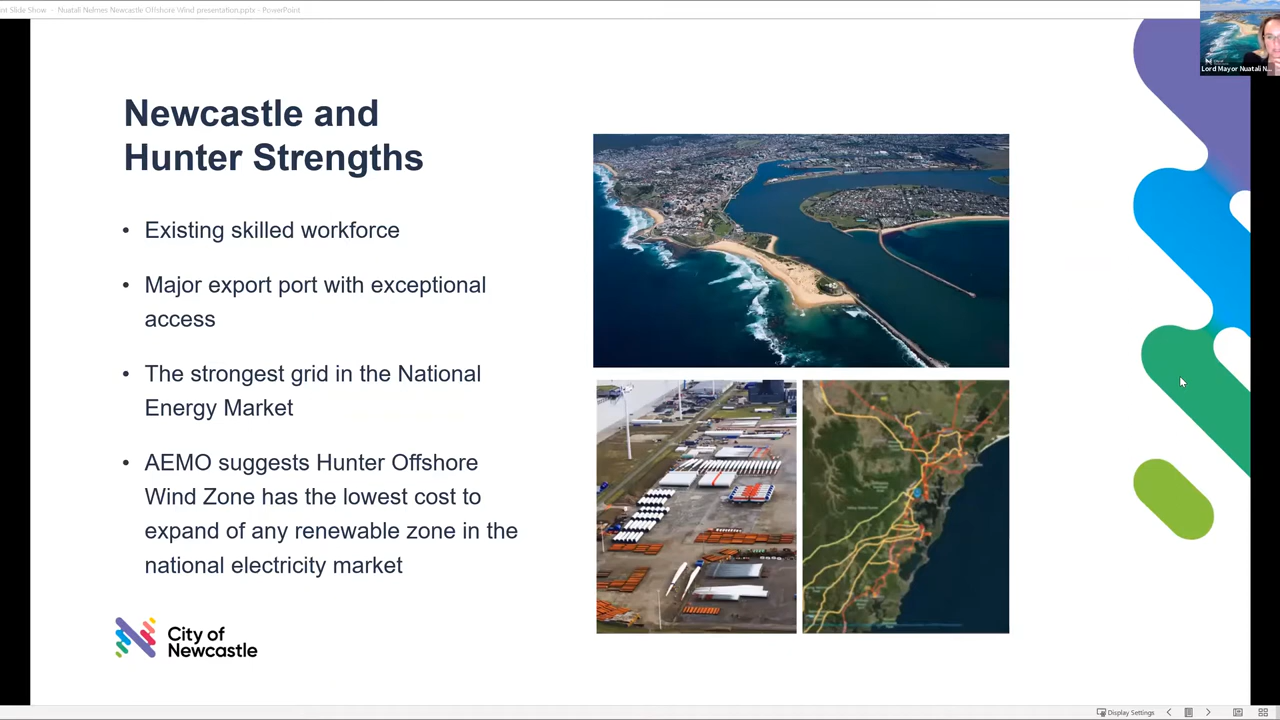 nt Slide Show - Nuatali Nelmes Newcastle Offshore Wind presentation.pptx - PowerPoint
Lord Mayor Nuatali N...
Newcastle and
Hunter Strengths
• Existing skilled workforce
• Major export port with exceptional
access
• The strongest grid in the National
Energy Market
• AEMO suggests Hunter Offshore
Wind Zone has the lowest cost to
expand of any renewable zone in the
national electricity market
City of
Newcastle
Display Settings